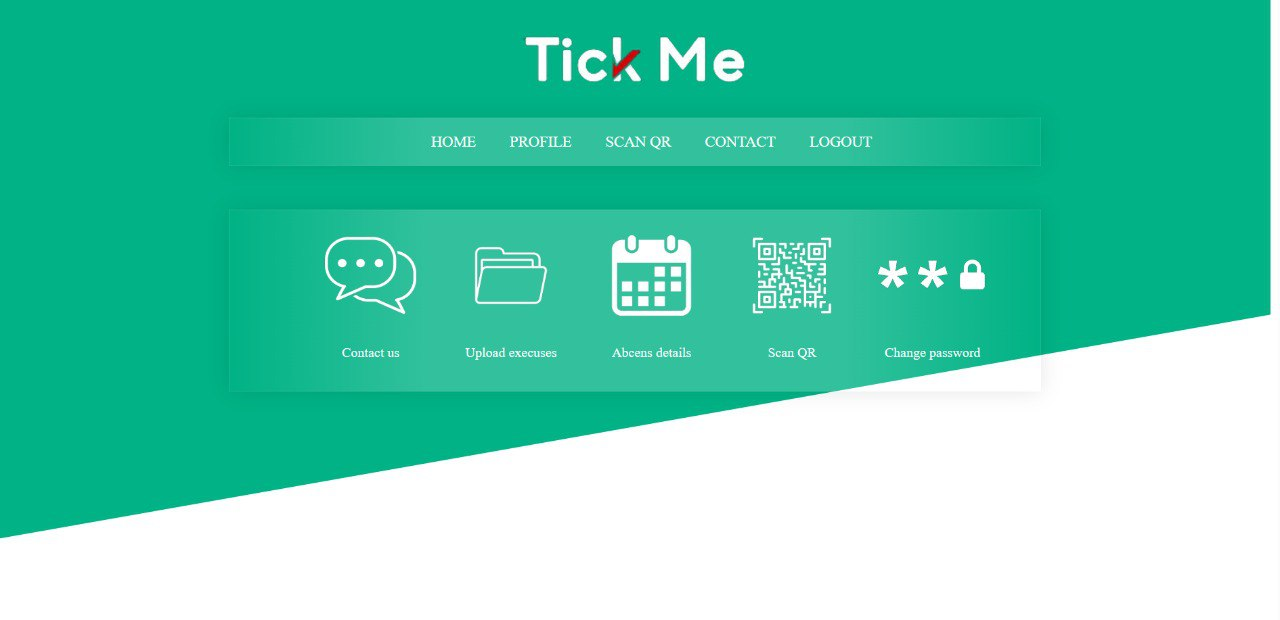 Tick Me
HOME PROFILE SCAN QR CONTACT LOGOUT
Contact us Upload execuses Abcens details Scan QR Change password